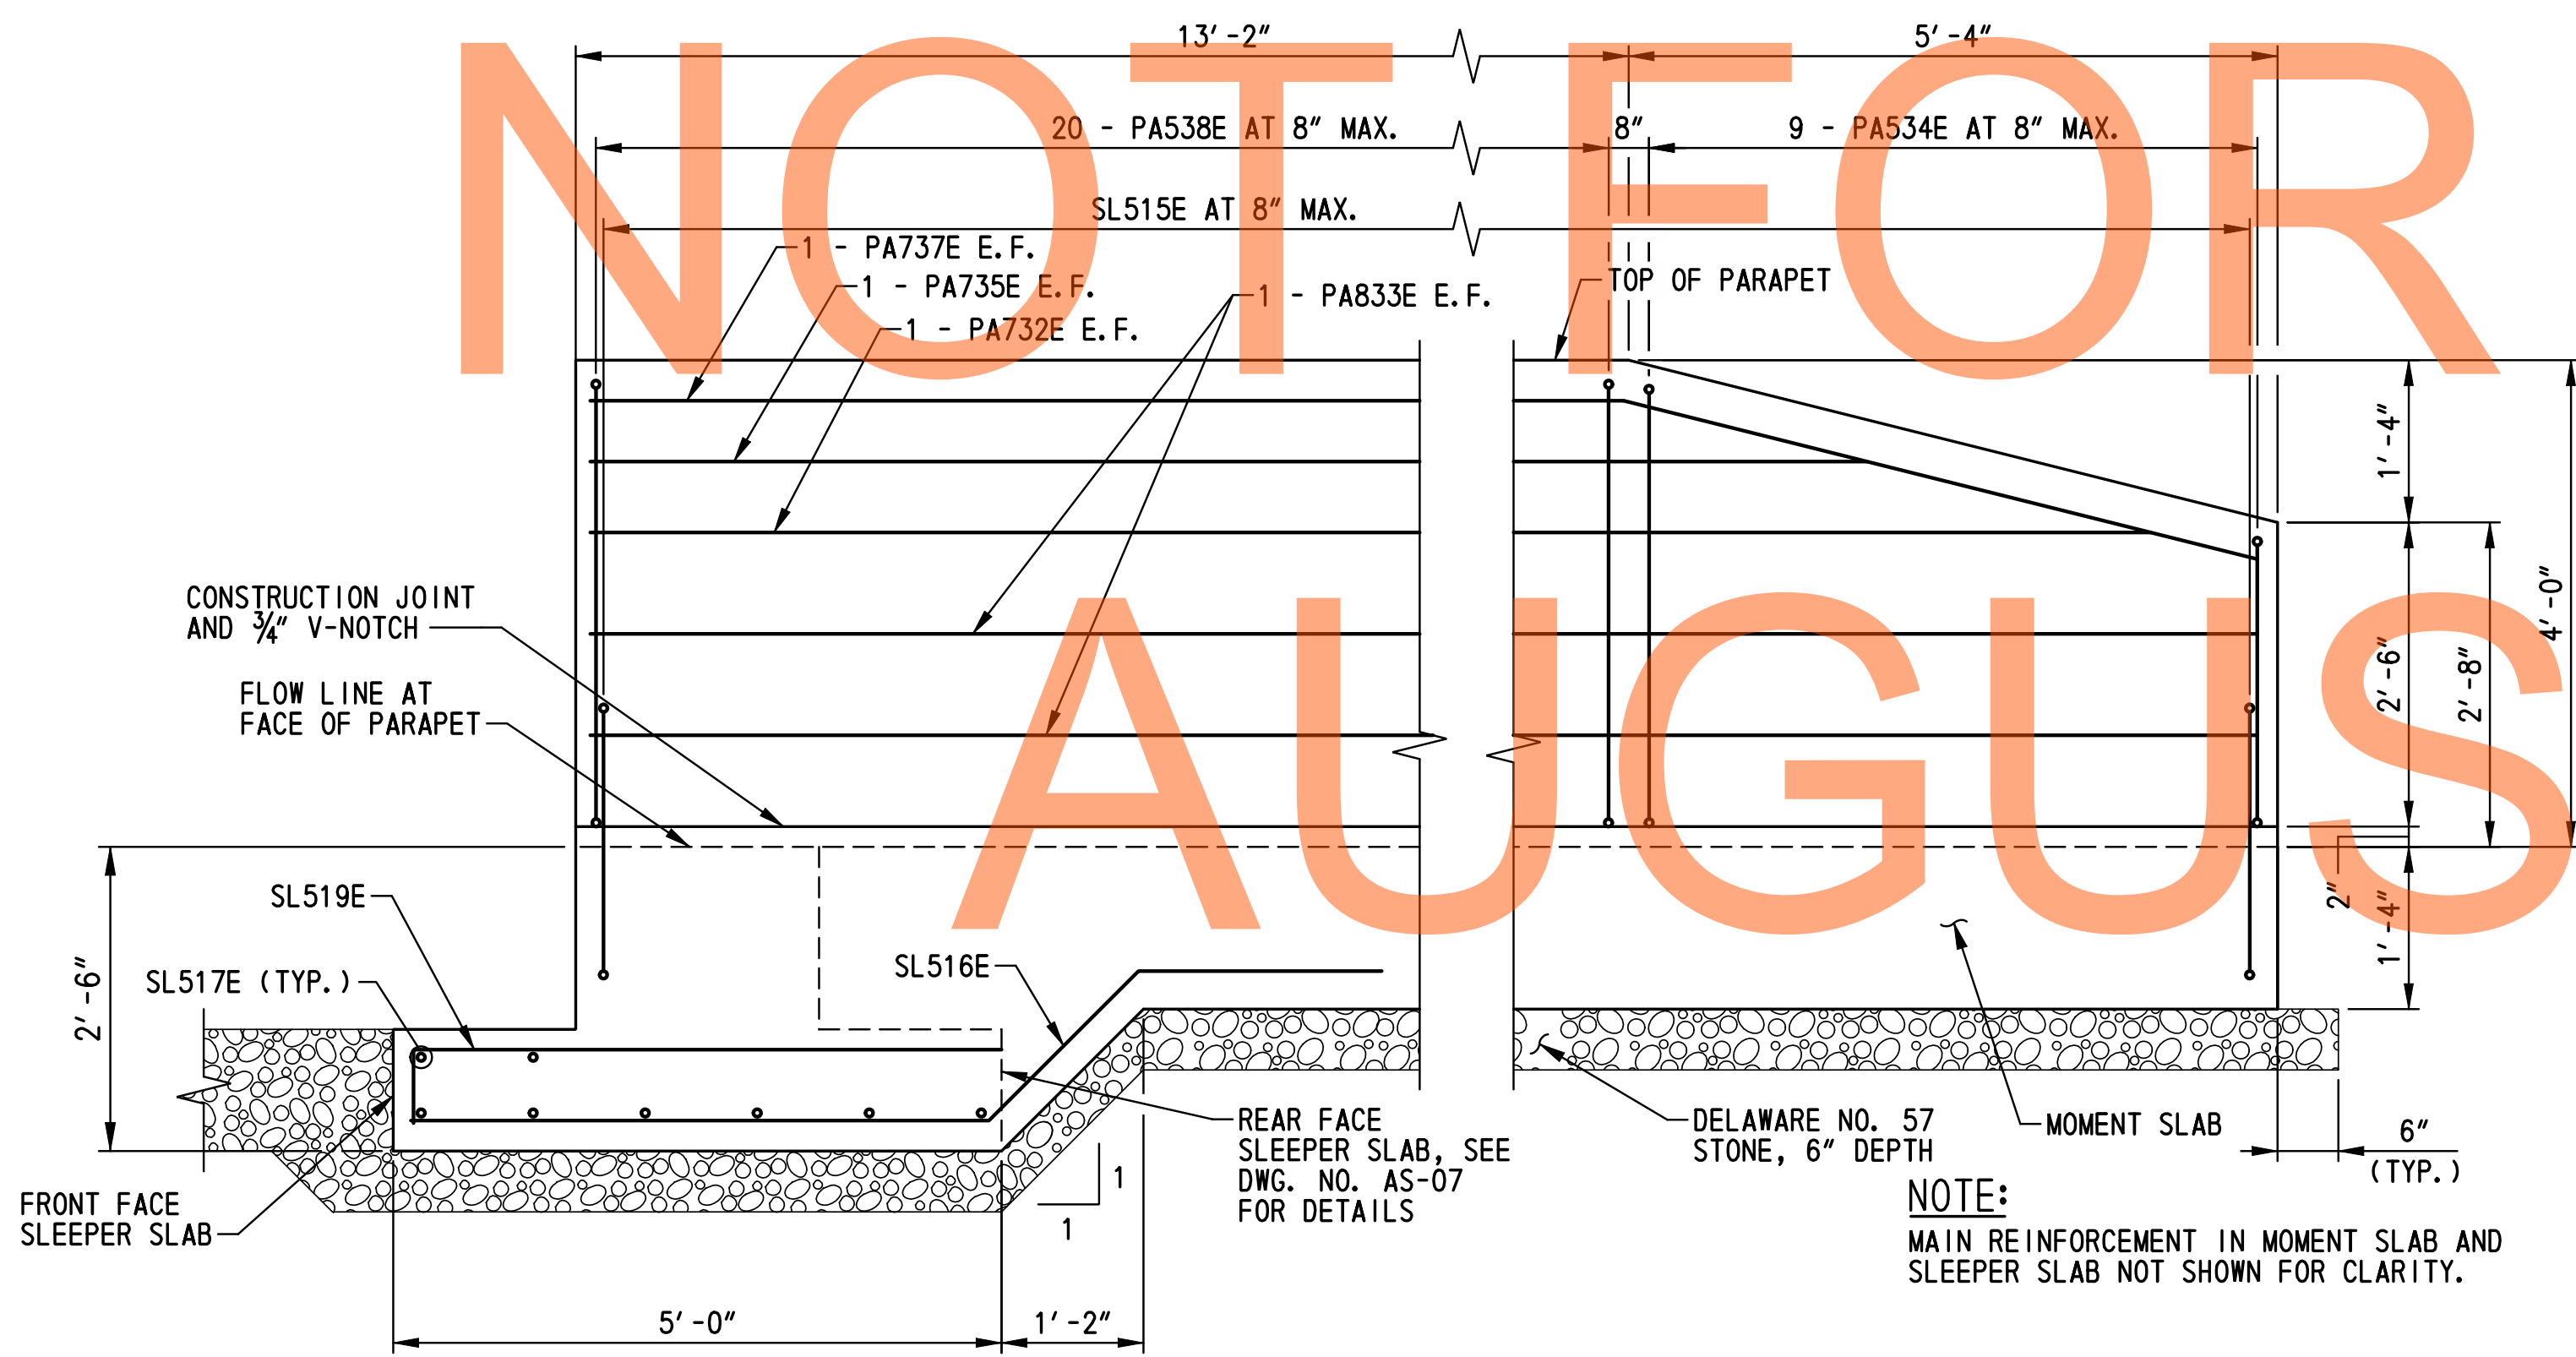 13'-2"
5'-4"
20 - PA538E AT 8" MAX.
8"
9 - PA534E AT 8" MAX.
SL515E AT 8" MAX.
1 - PA737E E.F.
1 - PA735E E.F.
1 - PA732E E.F.
1 - PA833E E.F.
TOP OF PARAPET
NOT FOR
1'-4"
CONSTRUCTION JOINT
AND ¾" V-NOTCH
FLOW LINE AT
FACE OF PARAPET
4'-0"
2'-6"
2'-8"
AUGUS
2"
1'-4"
SL519E
SL517E (TYP.)
SL516E
2'-6"
FRONT FACE
SLEEPER SLAB
REAR FACE
SLEEPER SLAB, SEE
DWG. NO. AS-07
FOR DETAILS
1
1
DELAWARE NO. 57
STONE, 6" DEPTH
MOMENT SLAB
6"
(TYP.)
NOTE:
MAIN REINFORCEMENT IN MOMENT SLAB AND
SLEEPER SLAB NOT SHOWN FOR CLARITY.
5'-0"
1'-2"